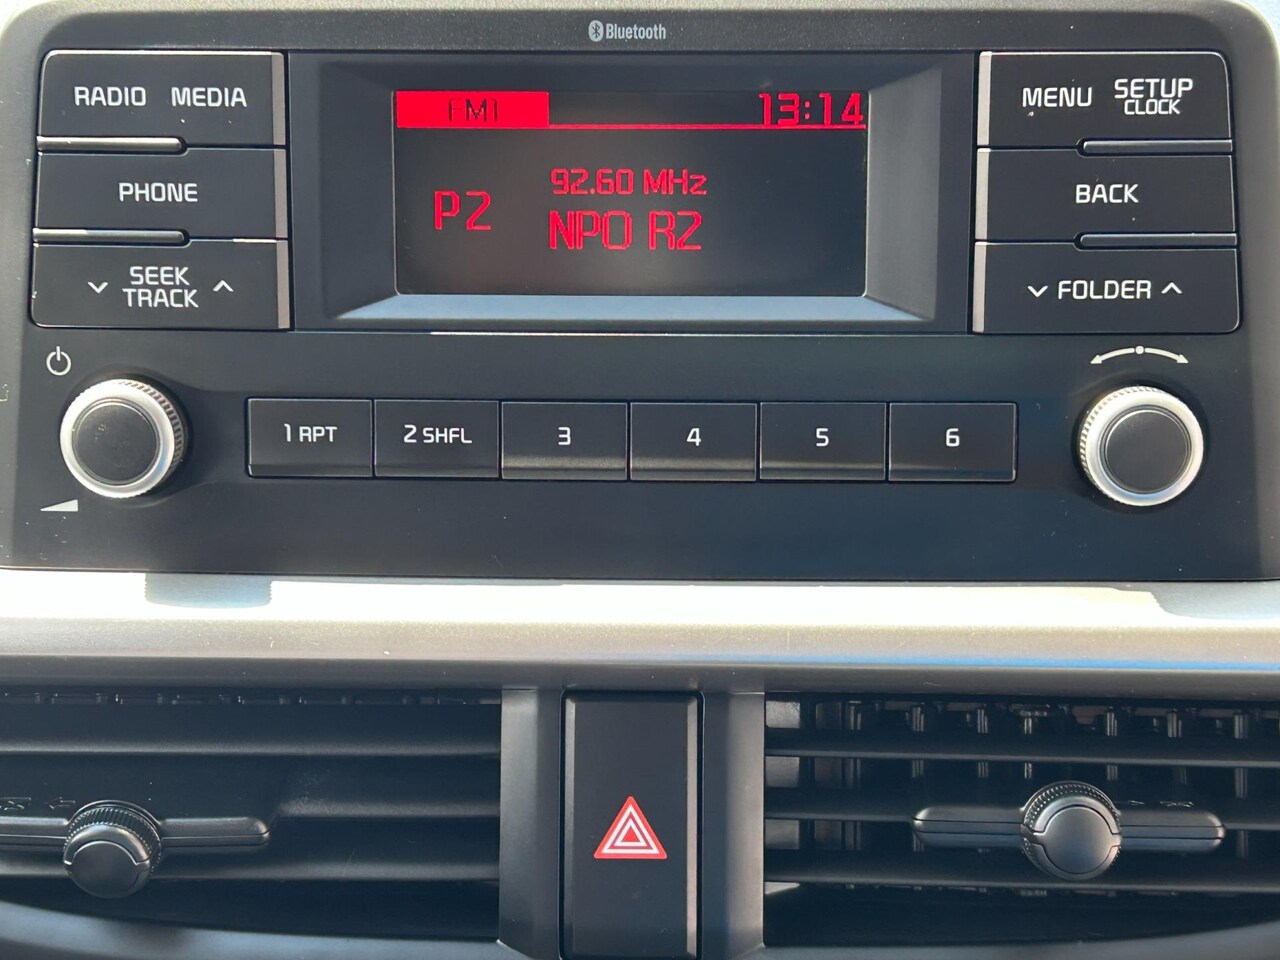 Bluetooth
RADIO MEDIA
PHONE
SEEK
TRACK
FM1 13:14
92.60 MHz
P2
NPO R2
MENU SETUP
CLOCK
BACK
FOLDER
1 RPT 2 SHFL 3 4 5 6